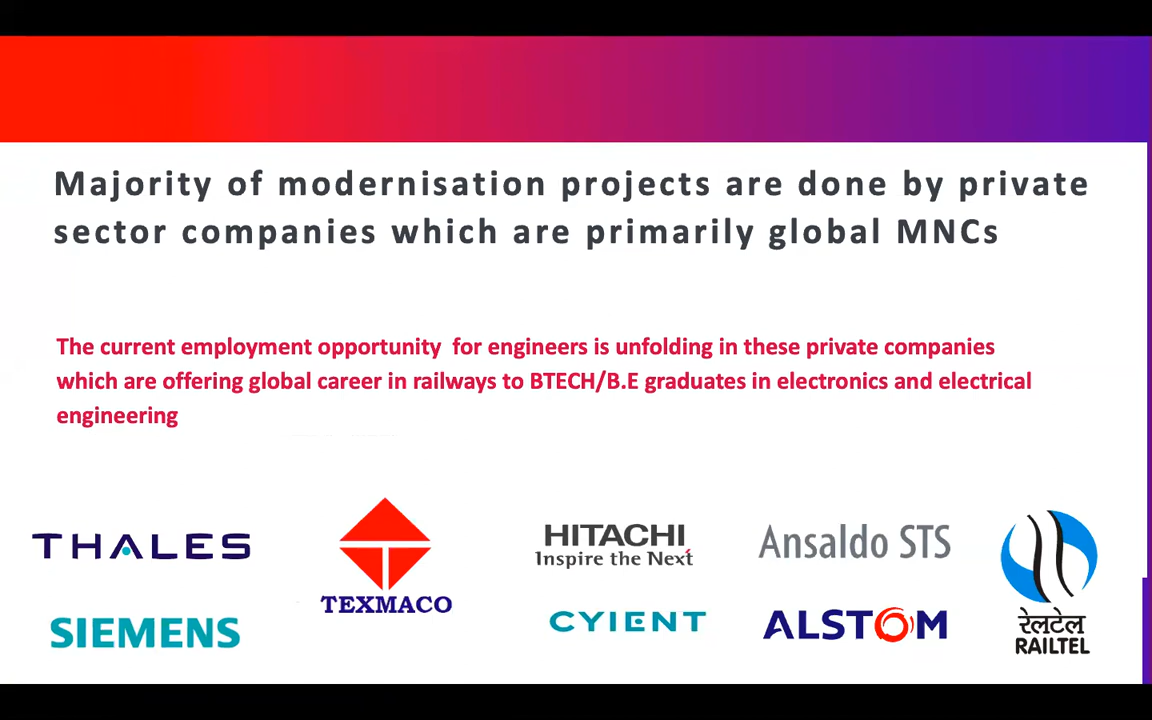 Majority of modernisation projects are done by private
sector companies which are primarily global MNCs
The current employment opportunity for engineers is unfolding in these private companies
which are offering global career in railways to BTECH/B.E graduates in electronics and electrical
engineering
THALES
SIEMENS
TEXMACO
HITACHI
Inspire the Next
CYIENT
Ansaldo STS
ALSTOM
रेलटेल
RAILTEL